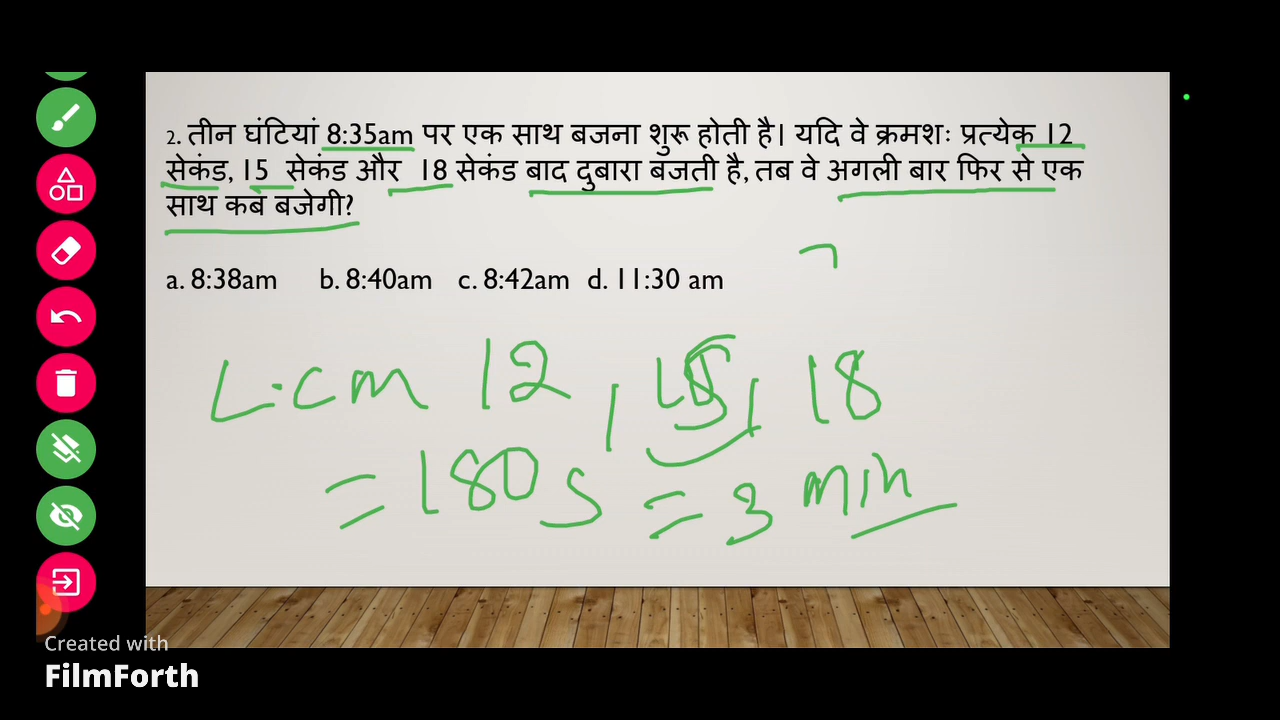 2. तीन घंटियां 8:35am पर एक साथ बजना शुरू होती है। यदि वे क्रमशः प्रत्येक 12
सेकंड, 15 सेकंड और 18 सेकंड बाद दुबारा बजती है, तब वे अगली बार फिर से एक
साथ कब बजेगी?
a. 8:38am b. 8:40am c. 8:42am d. 11:30 am
L.cm 12, 15, 18
= 180 s = 3 min
Created with
FilmForth